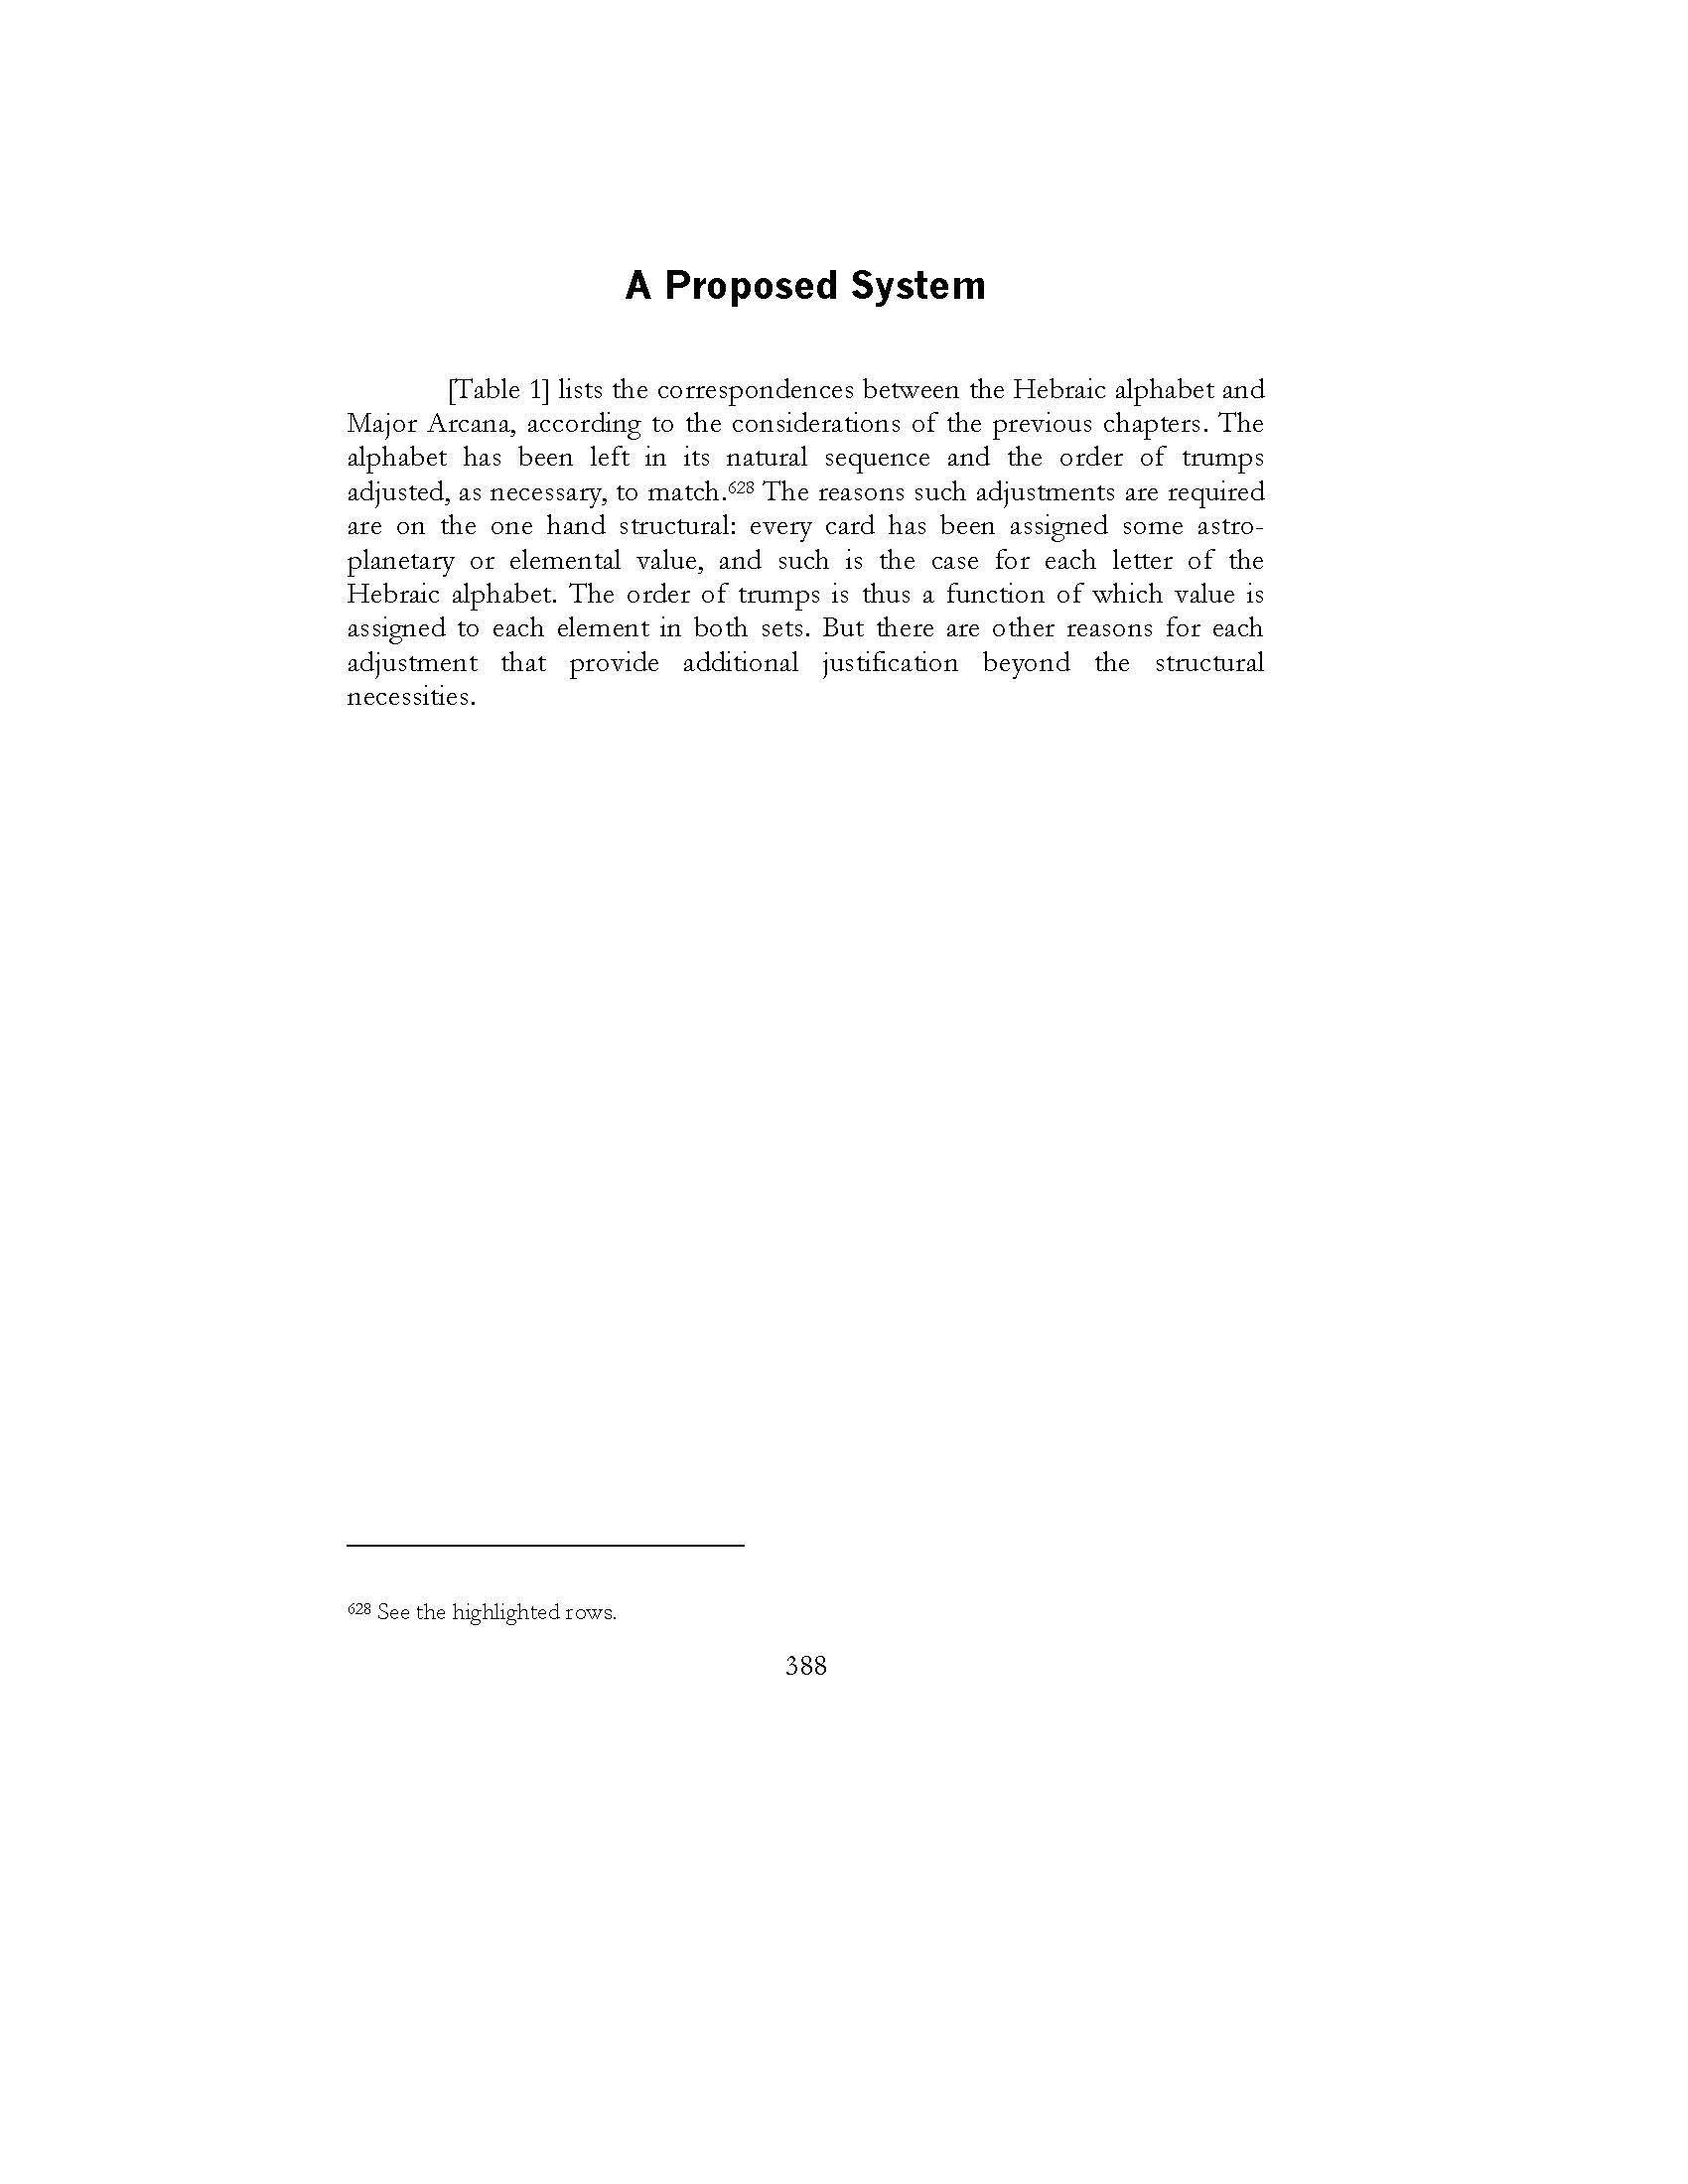 A Proposed System
[Table 1] lists the correspondences between the Hebraic alphabet and
Major Arcana, according to the considerations of the previous chapters. The
alphabet has been left in its natural sequence and the order of trumps
adjusted, as necessary, to match.628 The reasons such adjustments are required
are on the one hand structural: every card has been assigned some astro-
planetary or elemental value, and such is the case for each letter of the
Hebraic alphabet. The order of trumps is thus a function of which value is
assigned to each element in both sets. But there are other reasons for each
adjustment that provide additional justification beyond the structural
necessities.
628 See the highlighted rows.
388